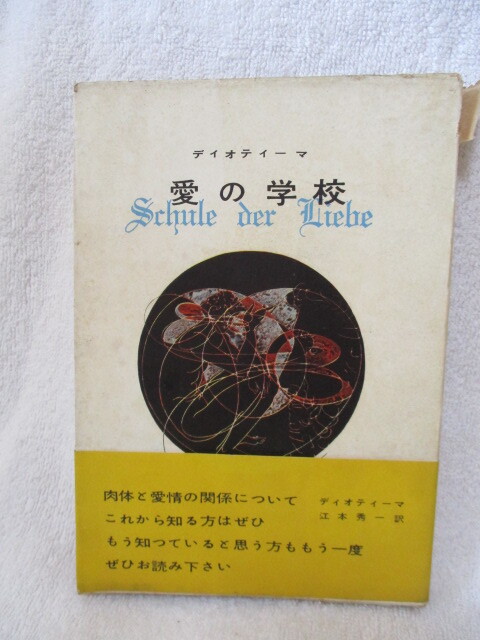 ディオティーマ
愛の学校
Schule der Liebe
肉体と愛情の関係について
これから知る方はぜひ
もう知つていると思う方ももう一度
ぜひお読み下さい
ディオティーマ
江本秀一訳